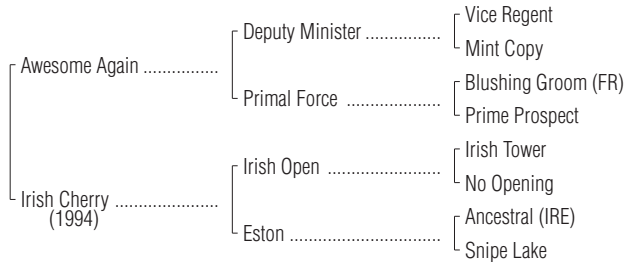 Vice Regent
Deputy Minister ...............
Mint Copy
Awesome Again ...............
Blushing Groom (FR)
Primal Force ...................
Prime Prospect
Irish Tower
Irish Open ....................
No Opening
Irish Cherry .....................
(1994)
Ancestral (IRE)
Eston ..............................
Snipe Lake